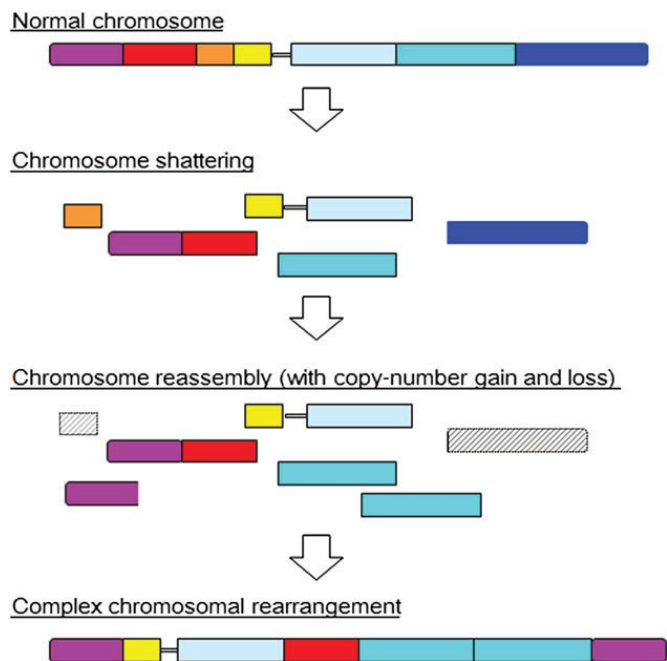 Normal chromosome
Chromosome shattering
Chromosome reassembly (with copy-number gain and loss)
Complex chromosomal rearrangement